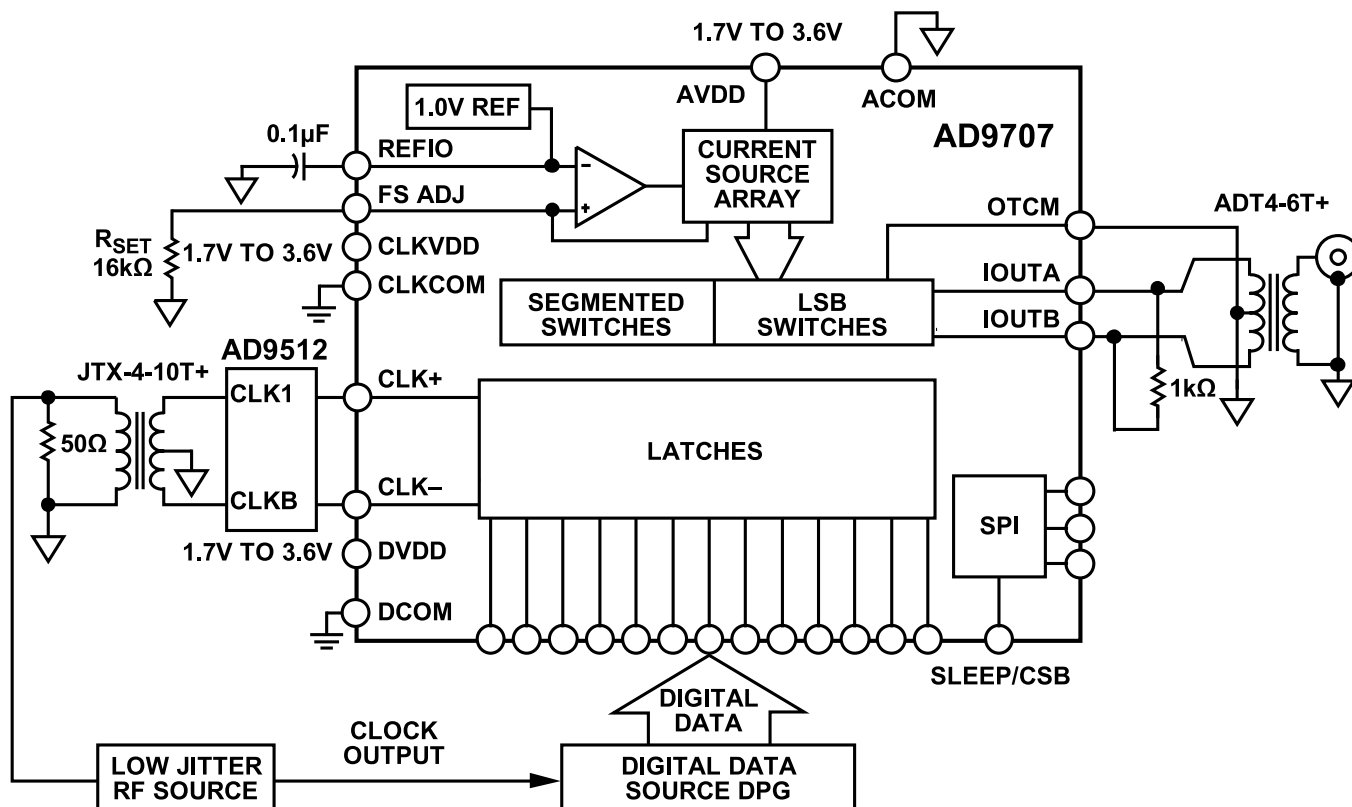 1.7V TO 3.6V
AVDD
ACOM
AD9707
1.0V REF
0.1µF
REFIO
FS ADJ
CURRENT
SOURCE
ARRAY
OTCM
ADT4-6T+
R_SET
16kΩ
1.7V TO 3.6V
CLKVDD
CLKCOM
SEGMENTED
SWITCHES
LSB
SWITCHES
IOUTA
IOUTB
1kΩ
AD9512
JTX-4-10T+
CLK1
CLKB
50Ω
CLK+
CLK–
LATCHES
SPI
1.7V TO 3.6V
DVDD
DCOM
SLEEP/CSB
DIGITAL
DATA
CLOCK
OUTPUT
LOW JITTER
RF SOURCE
DIGITAL DATA
SOURCE DPG